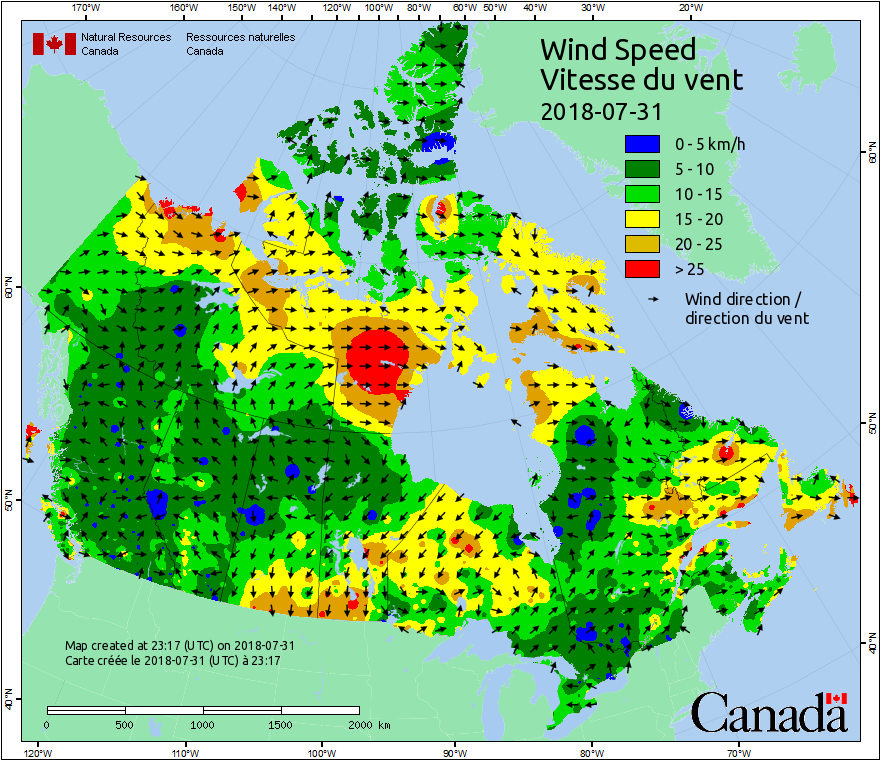 170°W 160°W 150°W 140°W 120°W 100°W 80°W 60°W 50°W 40°W 30°W 20°W
Natural Resources Ressources naturelles
Canada Canada
Wind Speed
Vitesse du vent
2018-07-31
0 - 5 km/h
5 - 10
10 - 15
15 - 20
20 - 25
> 25
Wind direction /
direction du vent
60°N
60°N
50°N
50°N
40°N
40°N
Map created at 23:17 (UTC) on 2018-07-31
Carte créée le 2018-07-31 (UTC) à 23:17
0 500 1000 1500 2000 km
Canada
120°W 110°W 100°W 90°W 80°W 70°W